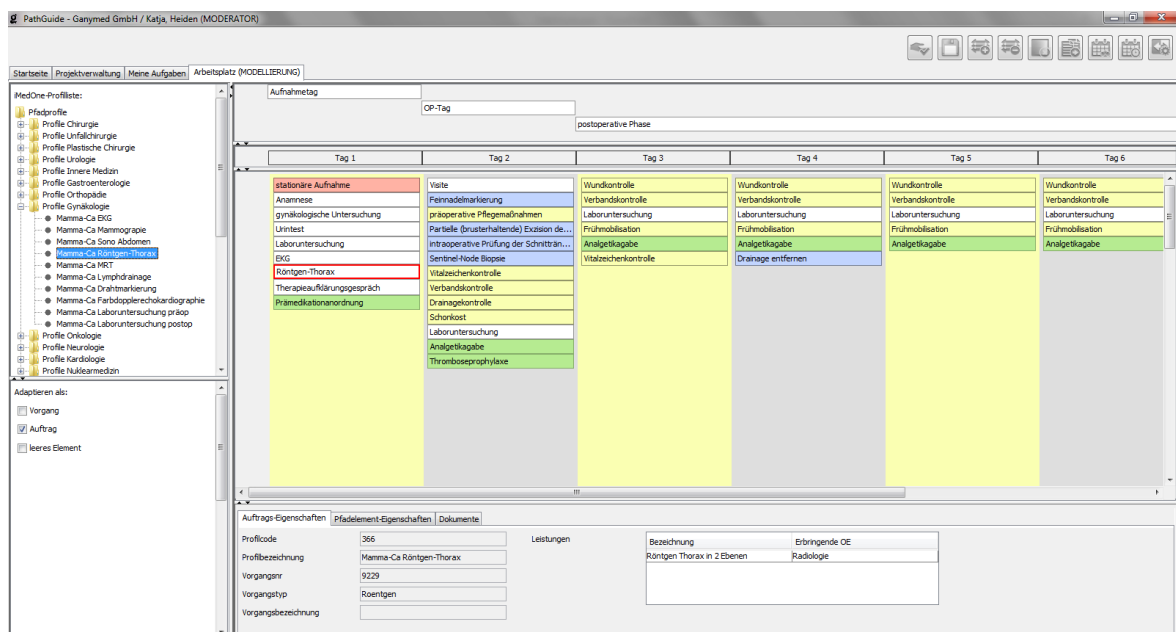 PathGuide - Ganymed GmbH / Katja, Heiden (MODERATOR)
Startseite Projektverwaltung Meine Aufgaben Arbeitsplatz (MODELLIERUNG)
iMedOne-Profilliste:
Pfadprofile
Profile Chirurgie
Profile Unfallchirurgie
Profile Plastische Chirurgie
Profile Urologie
Profile Innere Medizin
Profile Gastroenterologie
Profile Orthopädie
Profile Gynäkologie
Mamma-Ca EKG
Mamma-Ca Mammograpie
Mamma-Ca Sono Abdomen
Mamma-Ca Röntgen-Thorax
Mamma-Ca MRT
Mamma-Ca Lymphdrainage
Mamma-Ca Drahtmarkierung
Mamma-Ca Farbdopplerechokardiographie
Mamma-Ca Laboruntersuchung präop
Mamma-Ca Laboruntersuchung postop
Profile Onkologie
Profile Neurologie
Profile Kardiologie
Profile Nuklearmedizin
Adaptieren als:
Vorgang
Auftrag
leeres Element
Aufnahmetag
OP-Tag
postoperative Phase
Tag 1 Tag 2 Tag 3 Tag 4 Tag 5 Tag 6
stationäre Aufnahme
Anamnese
gynäkologische Untersuchung
Urintest
Laboruntersuchung
EKG
Röntgen-Thorax
Therapieaufklärungsgespräch
Prämedikationanordnung
Visite
Feinnadelmarkierung
präoperative Pflegemaßnahmen
Partielle (brusterhaltende) Exzision de...
intraoperative Prüfung der Schnitträn...
Sentinel-Node Biopsie
Vitalzeichenkontrolle
Verbandskontrolle
Drainagekontrolle
Schonkost
Laboruntersuchung
Analgetikagabe
Thromboseprophylaxe
Wundkontrolle
Verbandskontrolle
Laboruntersuchung
Frühmobilisation
Analgetikagabe
Vitalzeichenkontrolle
Wundkontrolle
Verbandskontrolle
Laboruntersuchung
Frühmobilisation
Analgetikagabe
Drainage entfernen
Wundkontrolle
Verbandskontrolle
Laboruntersuchung
Frühmobilisation
Analgetikagabe
Wundkontrolle
Verbandskontrolle
Laboruntersuchung
Frühmobilisation
Analgetikagabe
Auftrags-Eigenschaften Pfadelement-Eigenschaften Dokumente
Profilcode 366
Profilbezeichnung Mamma-Ca Röntgen-Thorax
Vorgangsnr 9229
Vorgangstyp Roentgen
Vorgangsbezeichnung
Leistungen
Bezeichnung Erbringende OE
Röntgen Thorax in 2 Ebenen Radiologie